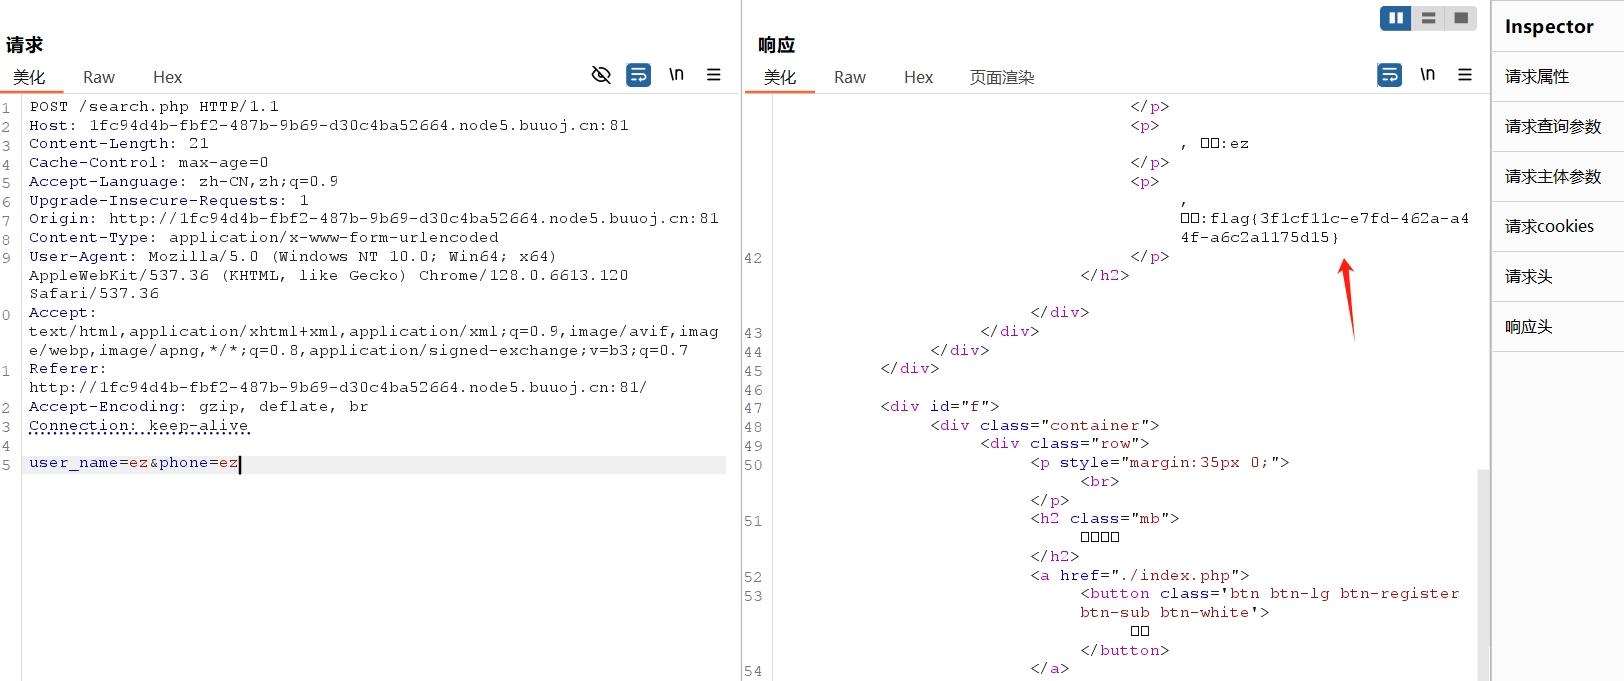 请求
美化 Raw Hex \n
1 POST /search.php HTTP/1.1
2 Host: 1fc94d4b-fbf2-487b-9b69-d30c4ba52664.node5.buuoj.cn:81
3 Content-Length: 21
4 Cache-Control: max-age=0
5 Accept-Language: zh-CN,zh;q=0.9
6 Upgrade-Insecure-Requests: 1
7 Origin: http://1fc94d4b-fbf2-487b-9b69-d30c4ba52664.node5.buuoj.cn:81
8 Content-Type: application/x-www-form-urlencoded
9 User-Agent: Mozilla/5.0 (Windows NT 10.0; Win64; x64)
AppleWebKit/537.36 (KHTML, like Gecko) Chrome/128.0.6613.120
Safari/537.36
0 Accept:
text/html,application/xhtml+xml,application/xml;q=0.9,image/avif,imag
e/webp,image/apng,*/*;q=0.8,application/signed-exchange;v=b3;q=0.7
1 Referer:
http://1fc94d4b-fbf2-487b-9b69-d30c4ba52664.node5.buuoj.cn:81/
2 Accept-Encoding: gzip, deflate, br
3 Connection: keep-alive
4
5 user_name=ez&phone=ez
响应
美化 Raw Hex 页面渲染 \n
</p>
<p>
, □□:ez
</p>
<p>
,
□□:flag{3f1cf11c-e7fd-462a-a4
4f-a6c2a1175d15}
42 </p>
</h2>
</div>
43 </div>
44 </div>
45 </div>
46
47 <div id="f">
48 <div class="container">
49 <div class="row">
50 <p style="margin:35px 0;">
<br>
</p>
51 <h2 class="mb">
□□□□
</h2>
52 <a href="./index.php">
53 <button class='btn btn-lg btn-register
btn-sub btn-white'>
□□
</button>
54 </a>
Inspector
请求属性
请求查询参数
请求主体参数
请求cookies
请求头
响应头